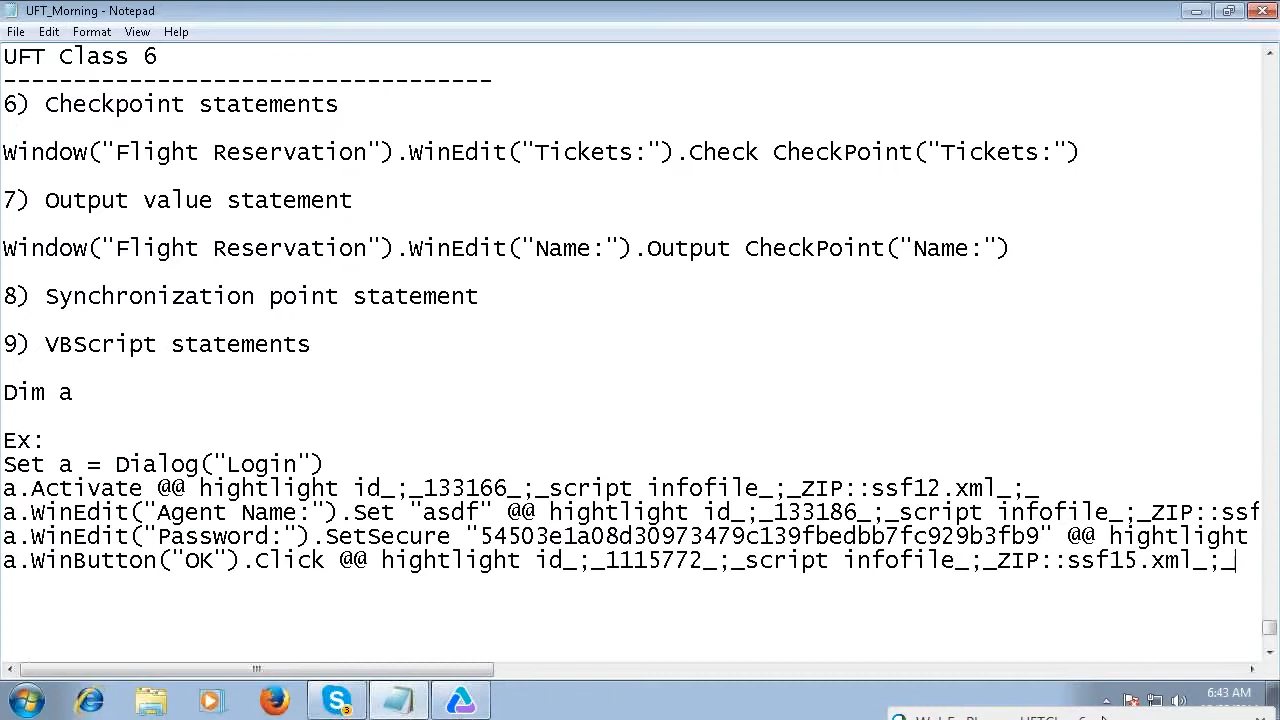 UFT_Morning - Notepad
File Edit Format View Help
UFT Class 6
-----------------------------------
6) Checkpoint statements
Window("Flight Reservation").WinEdit("Tickets:").Check CheckPoint("Tickets:")
7) Output value statement
Window("Flight Reservation").WinEdit("Name:").Output CheckPoint("Name:")
8) Synchronization point statement
9) VBScript statements
Dim a
Ex:
Set a = Dialog("Login")
a.Activate @@ hightlight id_;_133166_;_script infofile_;_ZIP::ssf12.xml_;_
a.WinEdit("Agent Name:").Set "asdf" @@ hightlight id_;_133186_;_script infofile_;_ZIP::ssf
a.WinEdit("Password:").SetSecure "54503e1a08d30973479c139fbedbb7fc929b3fb9" @@ hightlight
a.WinButton("OK").Click @@ hightlight id_;_1115772_;_script infofile_;_ZIP::ssf15.xml_;_
3
6:43 AM